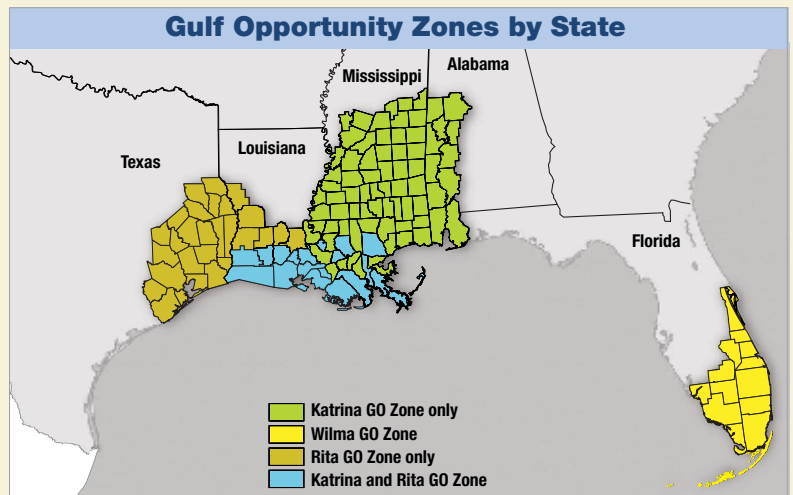 Gulf Opportunity Zones by State
Mississippi
Alabama
Texas
Louisiana
Florida
Katrina GO Zone only
Wilma GO Zone
Rita GO Zone only
Katrina and Rita GO Zone